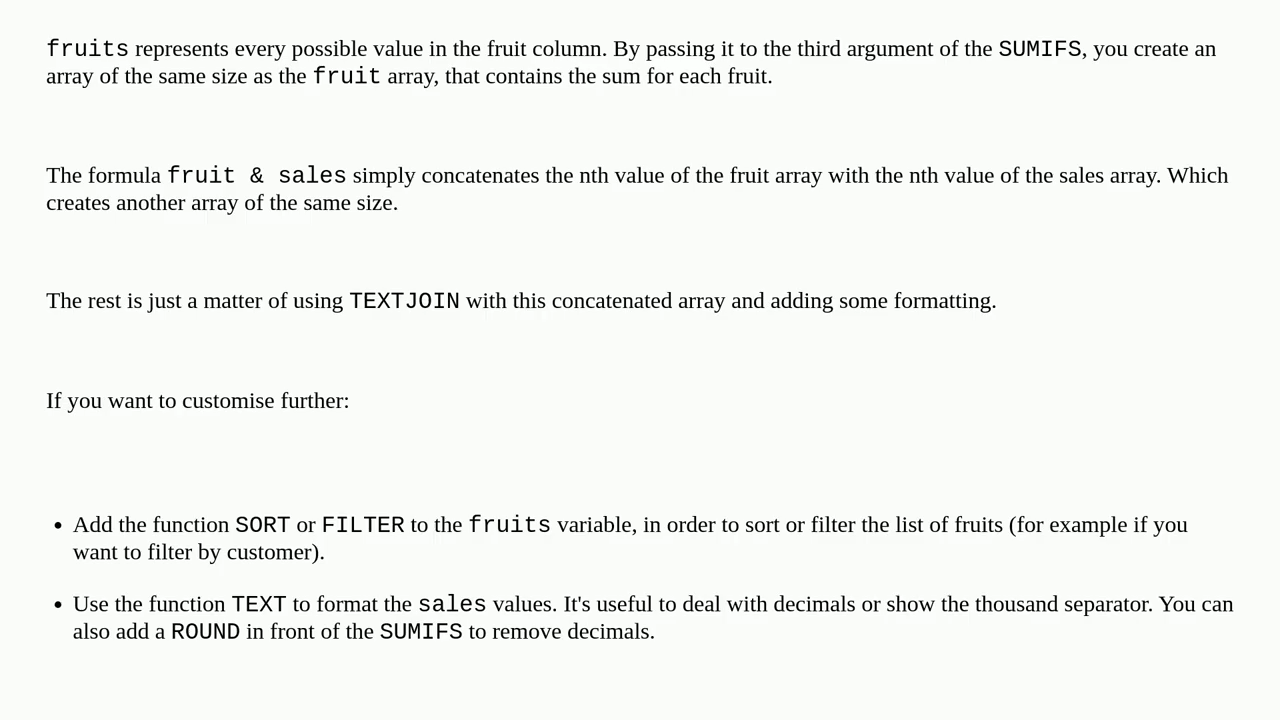 fruits represents every possible value in the fruit column. By passing it to the third argument of the SUMIFS, you create an
array of the same size as the fruit array, that contains the sum for each fruit.
The formula fruit & sales simply concatenates the nth value of the fruit array with the nth value of the sales array. Which
creates another array of the same size.
The rest is just a matter of using TEXTJOIN with this concatenated array and adding some formatting.
If you want to customise further:
• Add the function SORT or FILTER to the fruits variable, in order to sort or filter the list of fruits (for example if you
want to filter by customer).
• Use the function TEXT to format the sales values. It's useful to deal with decimals or show the thousand separator. You can
also add a ROUND in front of the SUMIFS to remove decimals.